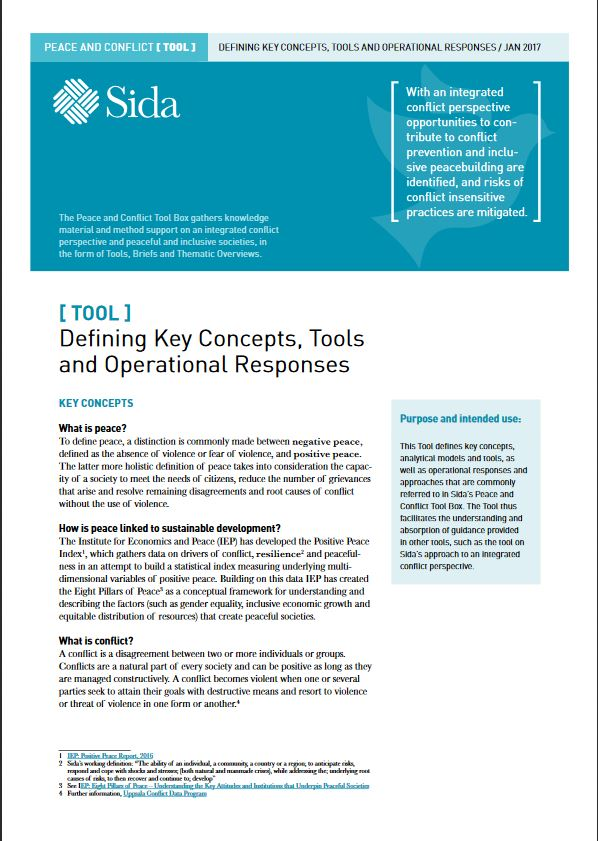 PEACE AND CONFLICT [ TOOL ]
DEFINING KEY CONCEPTS, TOOLS AND OPERATIONAL RESPONSES / JAN 2017
Sida
With an integrated
conflict perspective
opportunities to con-
tribute to conflict
prevention and inclu-
sive peacebuilding are
identified, and risks of
conflict insensitive
practices are mitigated.
The Peace and Conflict Tool Box gathers knowledge
material and method support on an integrated conflict
perspective and peaceful and inclusive societies, in
the form of Tools, Briefs and Thematic Overviews.
[ TOOL ]
Defining Key Concepts, Tools
and Operational Responses
KEY CONCEPTS
What is peace?
To define peace, a distinction is commonly made between negative peace,
defined as the absence of violence or fear of violence, and positive peace.
The latter more holistic definition of peace takes into consideration the capac-
ity of a society to meet the needs of citizens, reduce the number of grievances
that arise and resolve remaining disagreements and root causes of conflict
without the use of violence.
How is peace linked to sustainable development?
The Institute for Economics and Peace (IEP) has developed the Positive Peace
Index¹, which gathers data on drivers of conflict, resilience² and peaceful-
ness in an attempt to build a statistical index measuring underlying multi-
dimensional variables of positive peace. Building on this data IEP has created
the Eight Pillars of Peace³ as a conceptual framework for understanding and
describing the factors (such as gender equality, inclusive economic growth and
equitable distribution of resources) that create peaceful societies.
What is conflict?
A conflict is a disagreement between two or more individuals or groups.
Conflicts are a natural part of every society and can be positive as long as they
are managed constructively. A conflict becomes violent when one or several
parties seek to attain their goals with destructive means and resort to violence
or threat of violence in one form or another.⁴
Purpose and intended use:
This Tool defines key concepts,
analytical models and tools, as
well as operational responses and
approaches that are commonly
referred to in Sida's Peace and
Conflict Tool Box. The Tool thus
facilitates the understanding and
absorption of guidance provided
in other tools, such as the tool on
Sida's approach to an integrated
conflict perspective.
1 IEP: Positive Peace Report, 2016
2 Sida's working definition: "The ability of an individual, a community, a country or a region; to anticipate risks,
respond and cope with shocks and stresses; (both natural and manmade crises), while addressing the; underlying root
causes of risks, to then recover and continue to; develop"
3 See IEP: Eight Pillars of Peace – Understanding the Key Attitudes and Institutions that Underpin Peaceful Societies
4 Further information, Uppsala Conflict Data Program